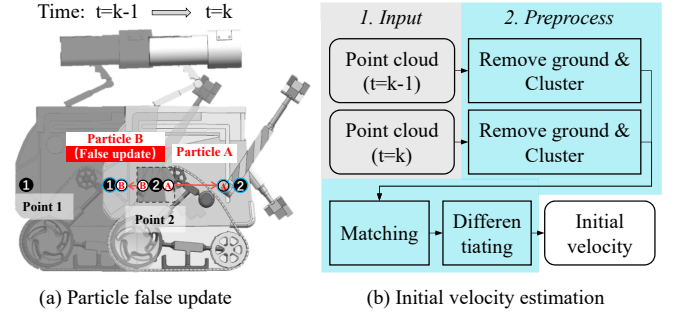 Time: t=k-1 t=k
Particle B
(False update)
Particle A
1 1 B B 2 A A 2
Point 1
Point 2
(a) Particle false update
1. Input
2. Preprocess
Point cloud
(t=k-1)
Remove ground &
Cluster
Point cloud
(t=k)
Remove ground &
Cluster
Matching
Differen
tiating
Initial
velocity
(b) Initial velocity estimation